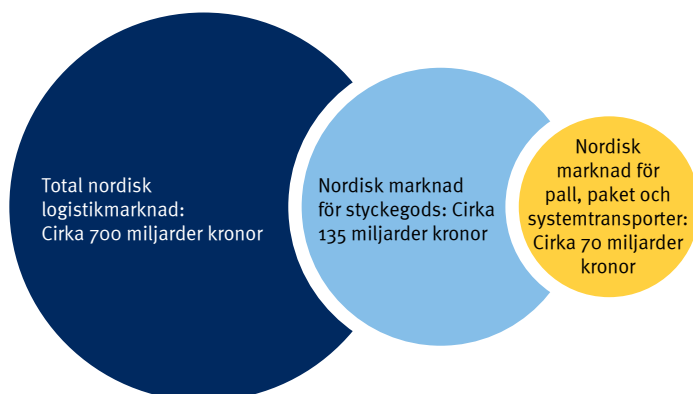 Total nordisk
logistikmarknad:
Cirka 700 miljarder kronor
Nordisk marknad
för styckegods: Cirka
135 miljarder kronor
Nordisk
marknad för
pall, paket och
systemtransporter:
Cirka 70 miljarder
kronor